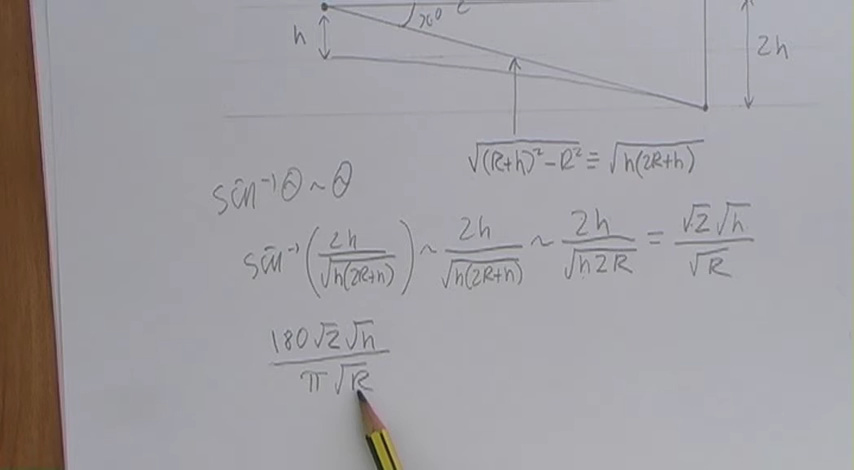 x° c
h
2h
√(R+h)²−R² ≡ √h(2R+h)
sin⁻¹θ ~ θ
sin⁻¹(2h/√h(2R+h)) ~ 2h/√h(2R+h) ~ 2h/√h2R = √2√h/√R
180√2√h/π√R